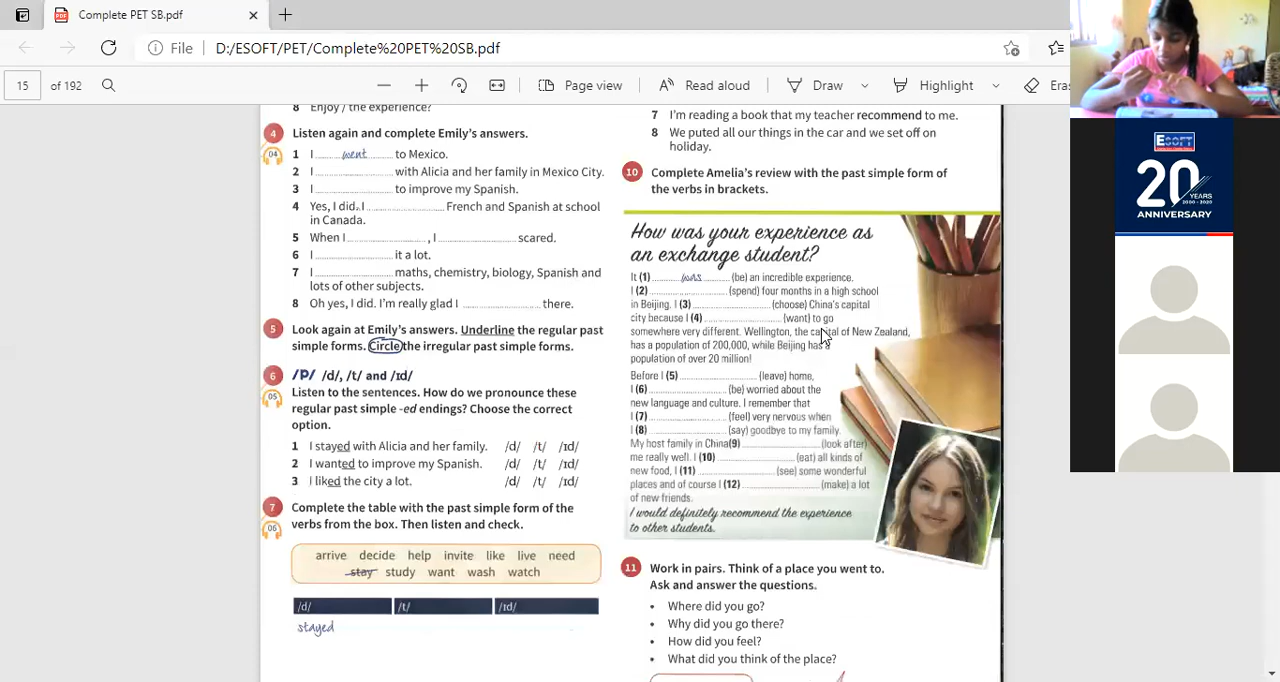 Complete PET SB.pdf
File D:/ESOFT/PET/Complete%20PET%20SB.pdf
15 of 192 Page view Read aloud Draw Highlight Era
8 Enjoy / the experience?
4 Listen again and complete Emily's answers.
04
1 I went to Mexico.
2 I with Alicia and her family in Mexico City.
3 I to improve my Spanish.
4 Yes, I did. I French and Spanish at school
in Canada.
5 When I , I scared.
6 I it a lot.
7 I maths, chemistry, biology, Spanish and
lots of other subjects.
8 Oh yes, I did. I'm really glad I there.
5 Look again at Emily's answers. Underline the regular past
simple forms. Circle the irregular past simple forms.
6 /P/ /d/, /t/ and /ɪd/
05
Listen to the sentences. How do we pronounce these
regular past simple -ed endings? Choose the correct
option.
1 I stayed with Alicia and her family. /d/ /t/ /ɪd/
2 I wanted to improve my Spanish. /d/ /t/ /ɪd/
3 I liked the city a lot. /d/ /t/ /ɪd/
7 Complete the table with the past simple form of the
06
verbs from the box. Then listen and check.
arrive decide help invite like live need
stay study want wash watch
/d/ /t/ /ɪd/
stayed
7 I'm reading a book that my teacher recommend to me.
8 We puted all our things in the car and we set off on
holiday.
10 Complete Amelia's review with the past simple form of
the verbs in brackets.
How was your experience as
an exchange student?
It (1) was (be) an incredible experience.
I (2) (spend) four months in a high school
in Beijing. I (3) (choose) China's capital
city because I (4) (want) to go
somewhere very different. Wellington, the capital of New Zealand,
has a population of 200,000, while Beijing has a
population of over 20 million!
Before I (5) (leave) home,
I (6) (be) worried about the
new language and culture. I remember that
I (7) (feel) very nervous when
I (8) (say) goodbye to my family.
My host family in China (9) (look after)
me really well. I (10) (eat) all kinds of
new food, I (11) (see) some wonderful
places and of course I (12) (make) a lot
of new friends.
I would definitely recommend the experience
to other students.
11 Work in pairs. Think of a place you went to.
Ask and answer the questions.
• Where did you go?
• Why did you go there?
• How did you feel?
• What did you think of the place?
ESOFT
20 YEARS
2000 - 2020
ANNIVERSARY